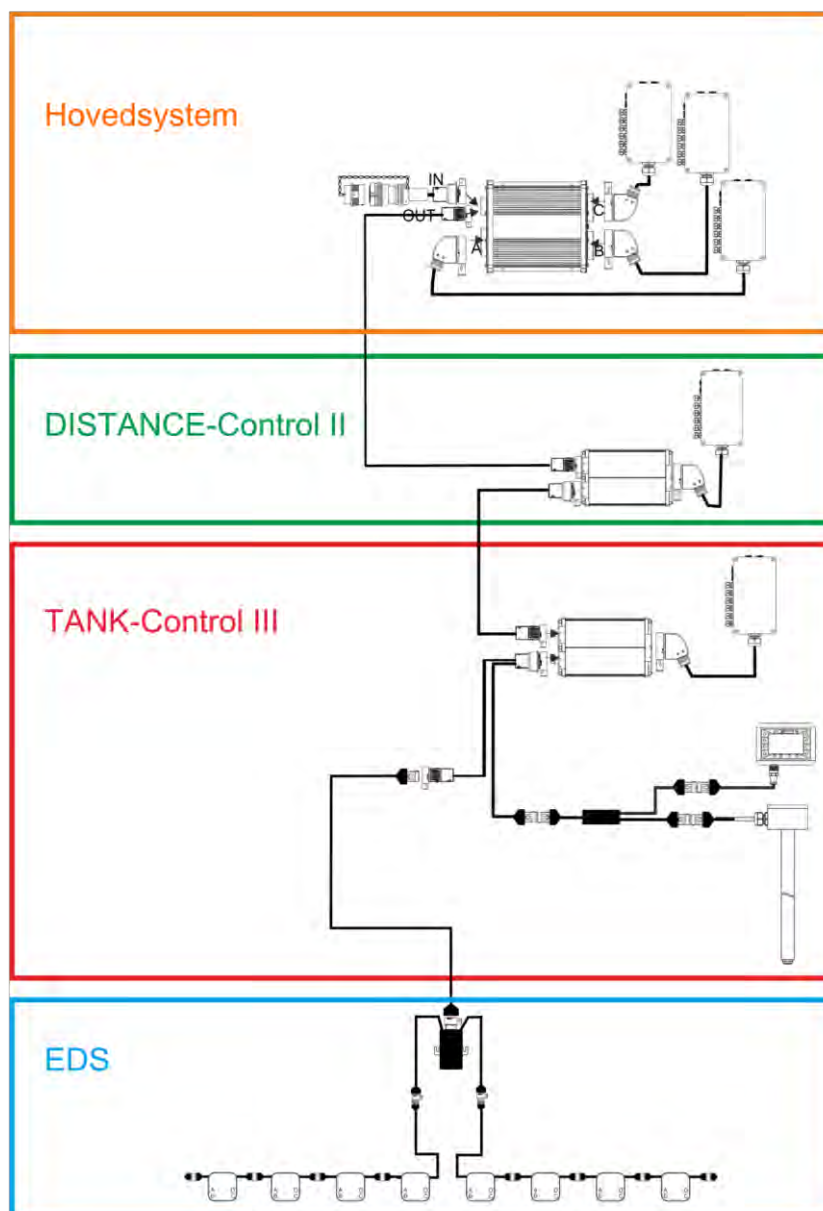 Hovedsystem
IN
OUT
C
A
B
DISTANCE-Control II
TANK-Control III
EDS